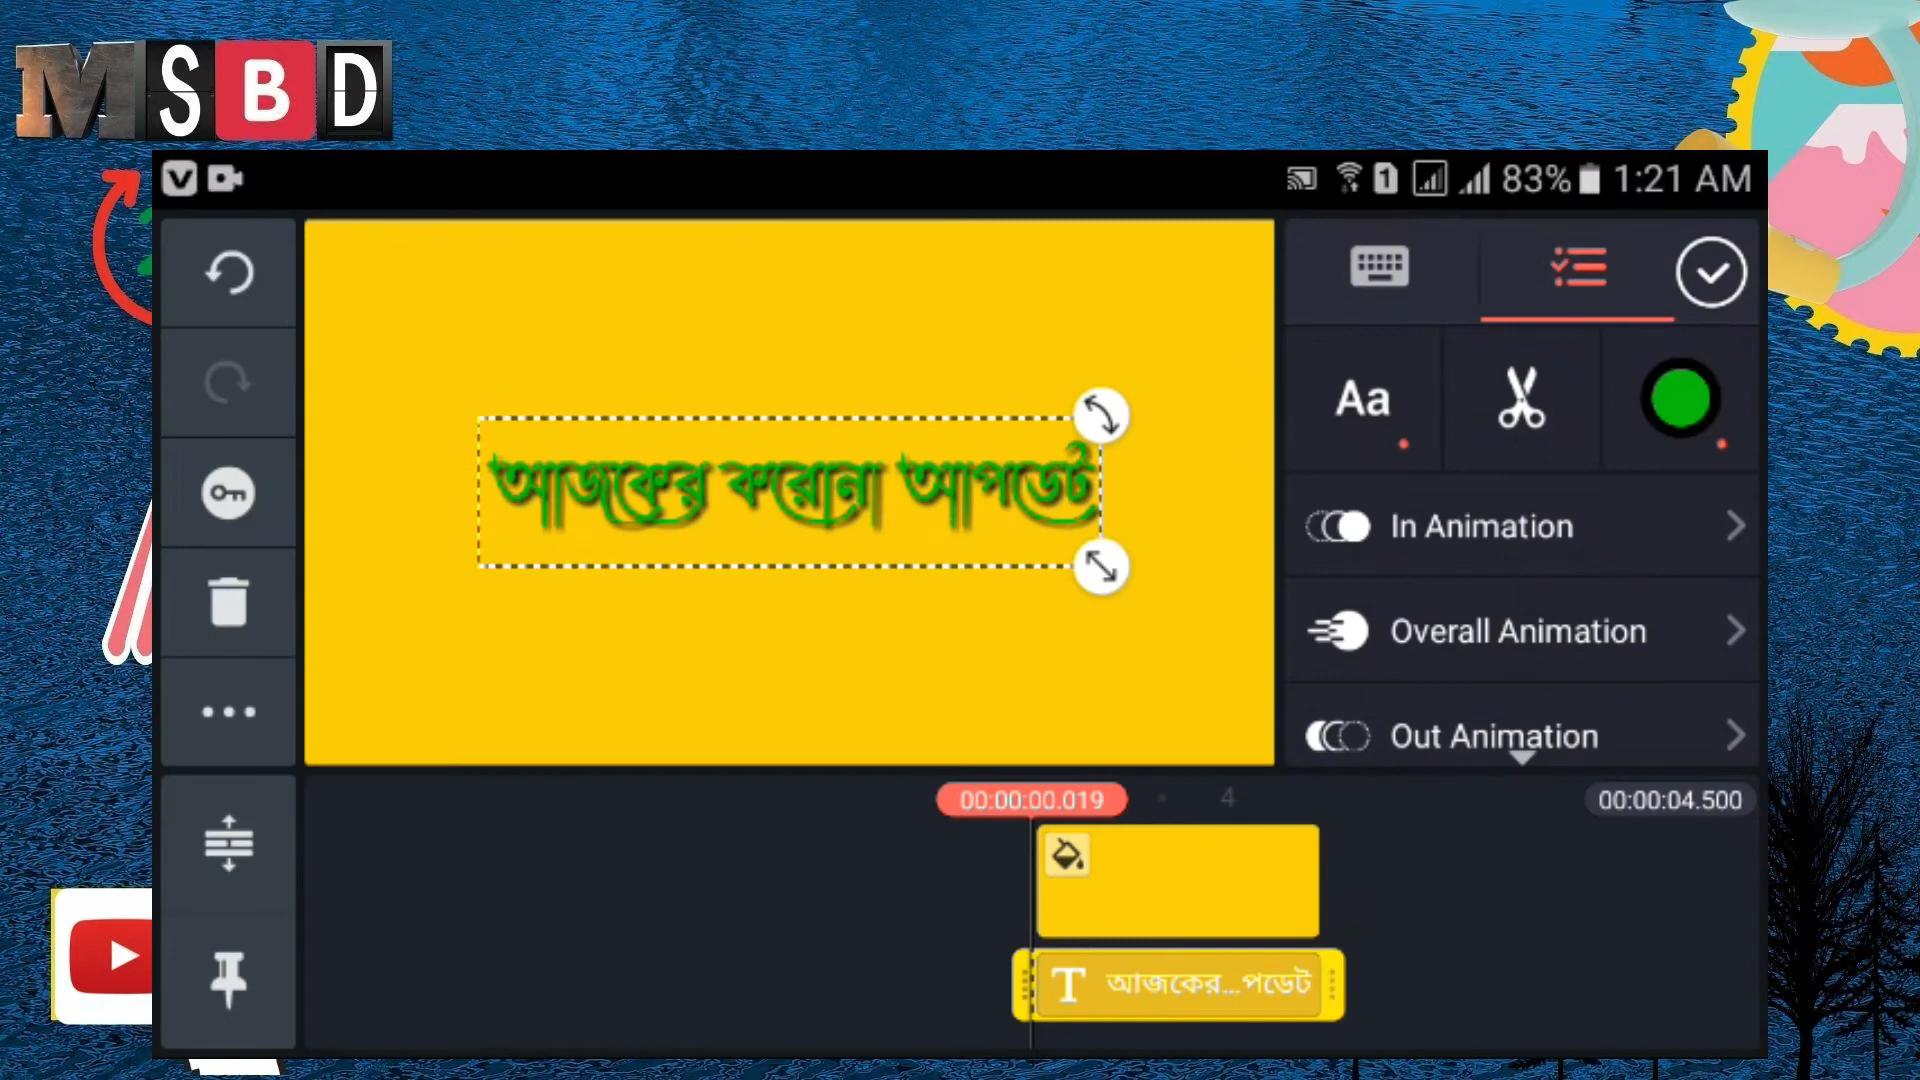 MSBD
1 83% 1:21 AM
Aa
আজকের করোনা আপডেট
In Animation
Overall Animation
Out Animation
00:00:00.019 4 00:00:04.500
T আজকের...পডেট